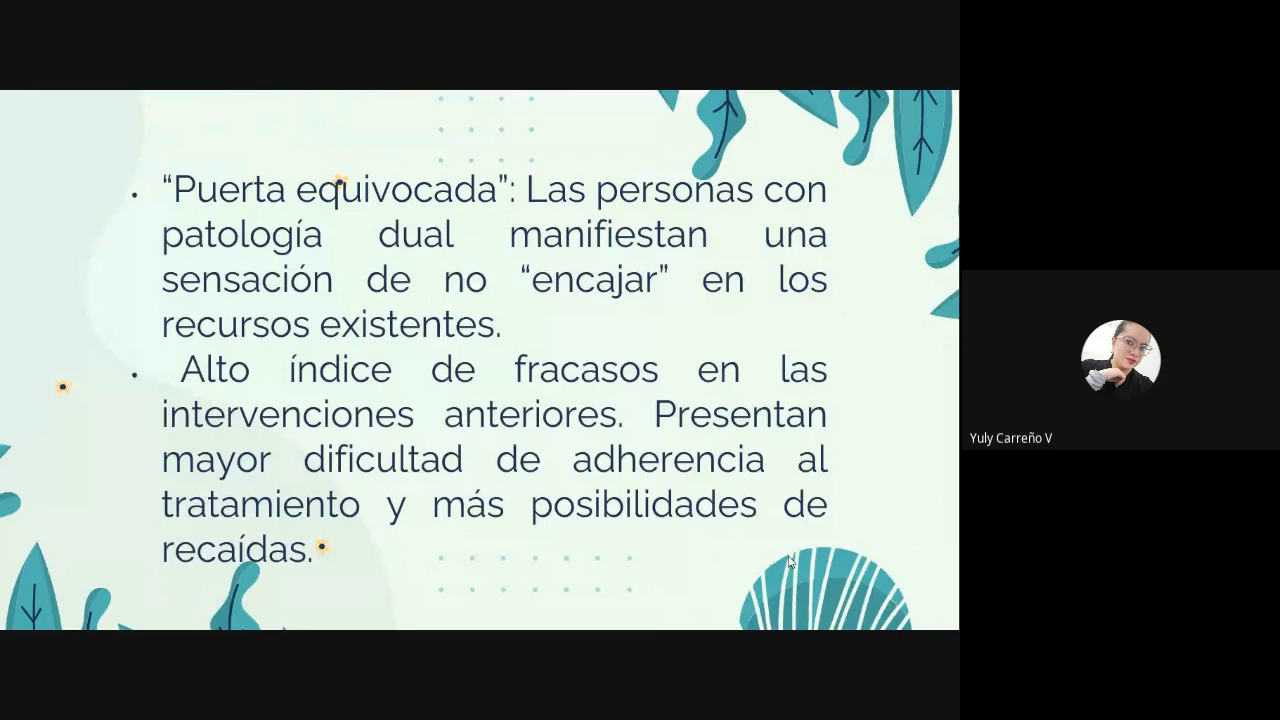 • “Puerta equivocada”: Las personas con
patología dual manifiestan una
sensación de no “encajar” en los
recursos existentes.
• Alto índice de fracasos en las
intervenciones anteriores. Presentan
mayor dificultad de adherencia al
tratamiento y más posibilidades de
recaídas.
Yuly Carreño V